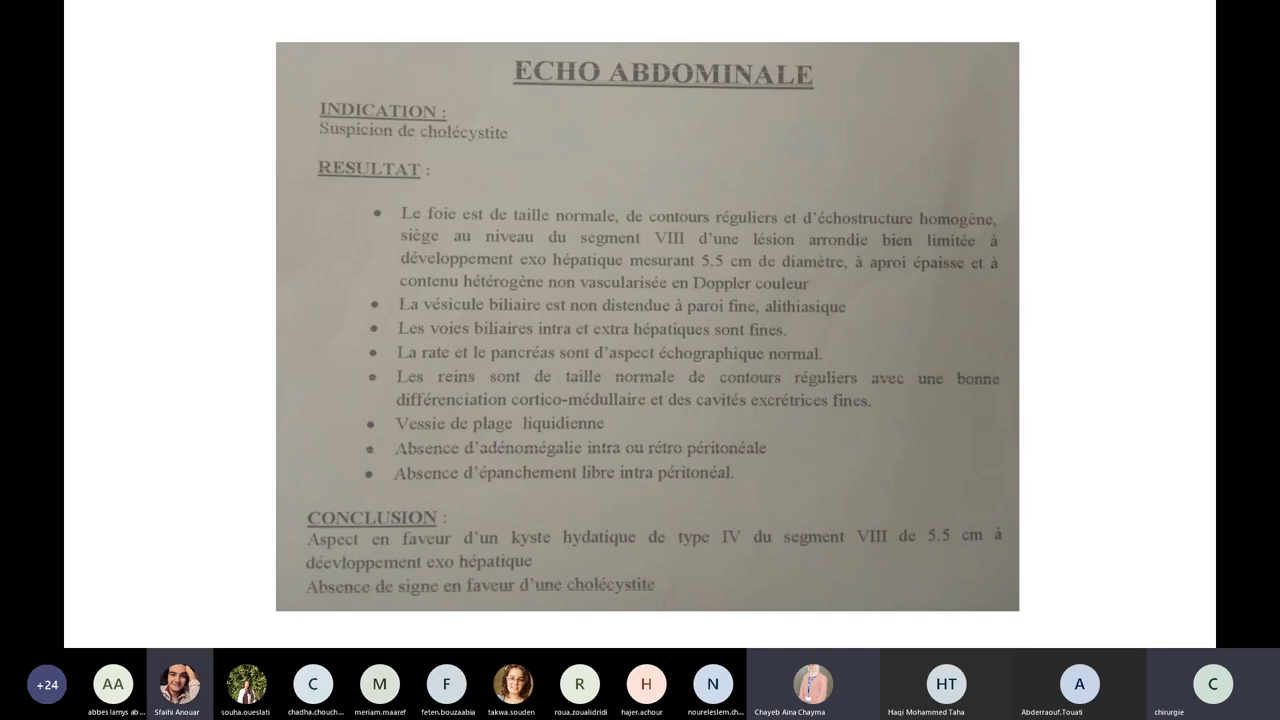 ECHO ABDOMINALE
INDICATION :
Suspicion de cholécystite
RESULTAT :
• Le foie est de taille normale, de contours réguliers et d'échostructure homogène,
siège au niveau du segment VIII d'une lésion arrondie bien limitée à
développement exo hépatique mesurant 5.5 cm de diamètre, à aproi épaisse et à
contenu hétérogène non vascularisée en Doppler couleur
• La vésicule biliaire est non distendue à paroi fine, alithiasique
• Les voies biliaires intra et extra hépatiques sont fines.
• La rate et le pancréas sont d'aspect échographique normal.
• Les reins sont de taille normale de contours réguliers avec une bonne
différenciation cortico-médullaire et des cavités excrétrices fines.
• Vessie de plage liquidienne
• Absence d'adénomégalie intra ou rétro péritonéale
• Absence d'épanchement libre intra péritonéal.
CONCLUSION :
Aspect en faveur d'un kyste hydatique de type IV du segment VIII de 5.5 cm à
déevloppement exo hépatique
Absence de signe en faveur d'une cholécystite
+24
AA
C
M
F
R
H
N
HT
A
C
abbes lamys ab...
Sfaihi Anouar
souha.oueslati
chadha.chouch...
meriam.maaref
feten.bouzaabia
takwa.souden
roua.zoualidridi
hajer.achour
noureleslem.ch...
Chayeb Aina Chayma
Haqi Mohammed Taha
Abderraouf.Touati
chirurgie